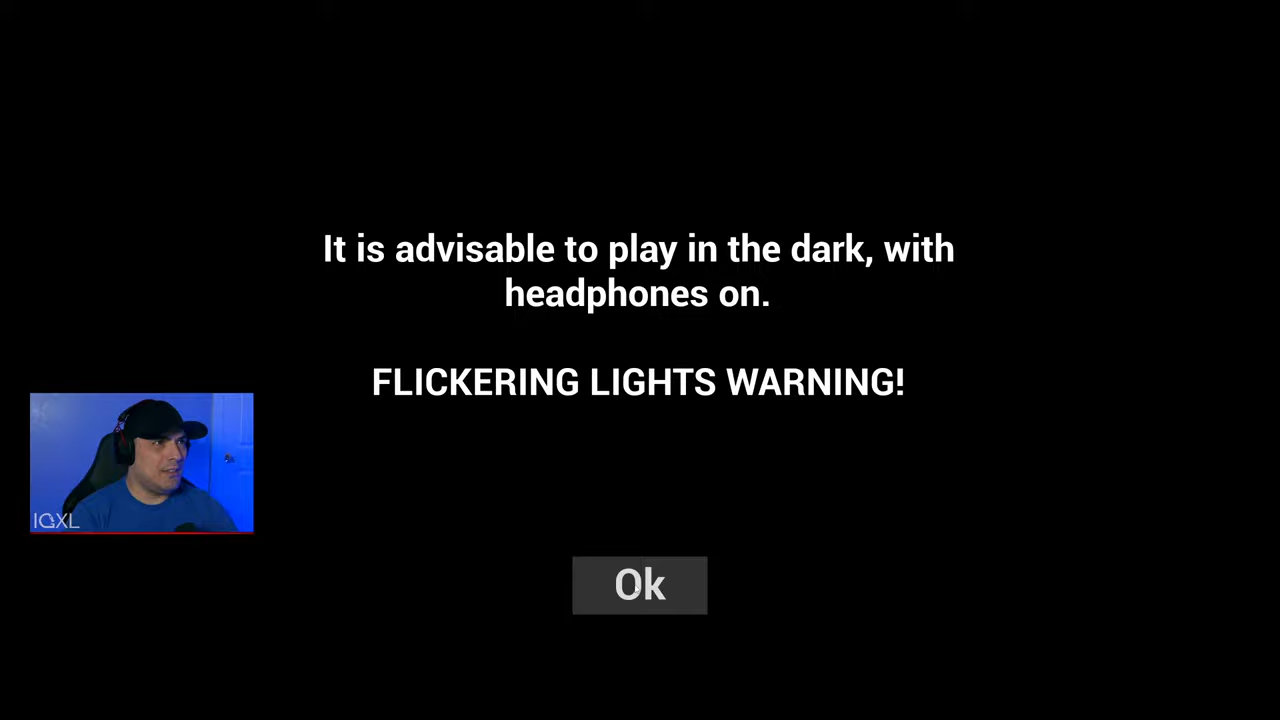 It is advisable to play in the dark, with
headphones on.
FLICKERING LIGHTS WARNING!
IGXL
Ok